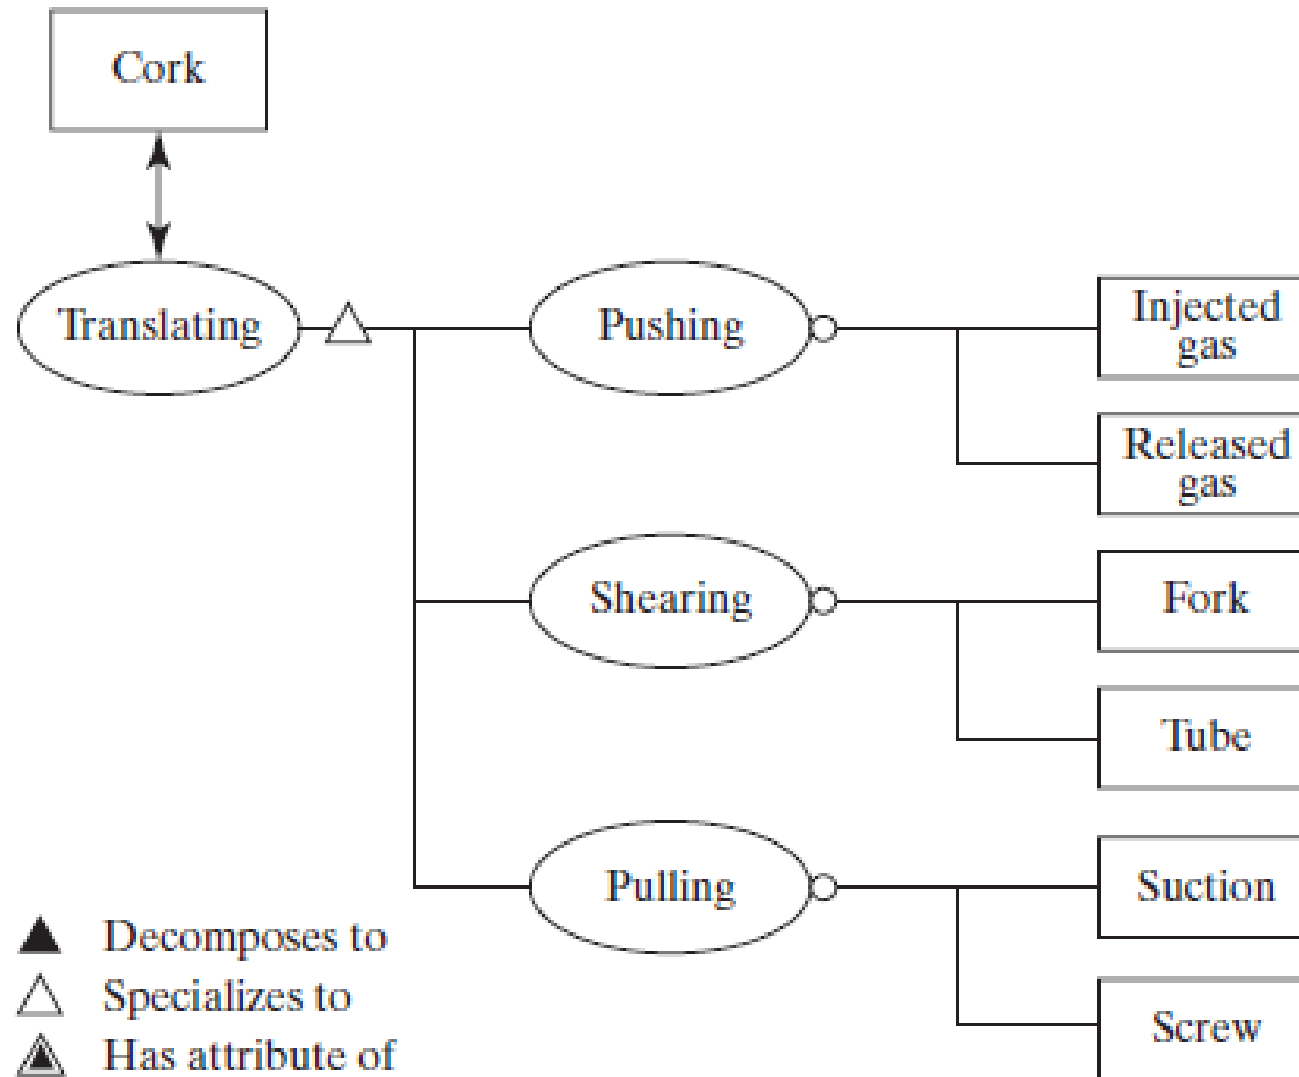 Cork
Translating
Pushing
Injected
gas
Released
gas
Shearing
Fork
Tube
Pulling
Suction
Screw
Decomposes to
Specializes to
Has attribute of